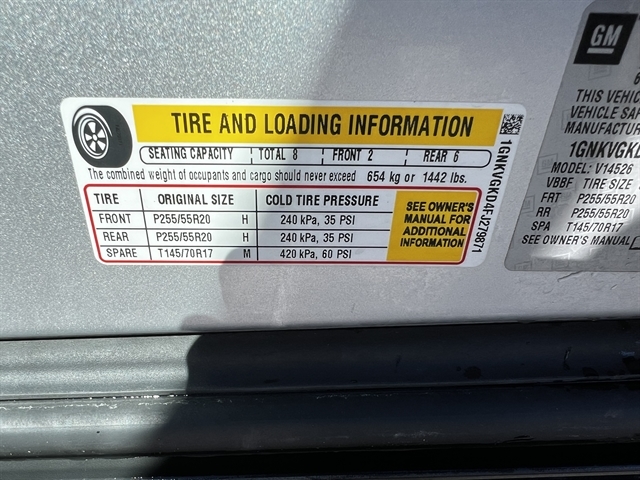 TIRE AND LOADING INFORMATION
SEATING CAPACITY TOTAL 8 FRONT 2 REAR 6
The combined weight of occupants and cargo should never exceed 654 kg or 1442 lbs.
TIRE ORIGINAL SIZE COLD TIRE PRESSURE
FRONT P255/55R20 H 240 kPa, 35 PSI
REAR P255/55R20 H 240 kPa, 35 PSI
SPARE T145/70R17 M 420 kPa, 60 PSI
SEE OWNER'S
MANUAL FOR
ADDITIONAL
INFORMATION
1GNKVGKD4FJ279871
GM
THIS VEHIC
VEHICLE SAF
MANUFACTUR
1GNKVGKD
MODEL: V14526
VBBF TIRE SIZE
FRT P255/55R20
RR P255/55R20
SPA T145/70R17
SEE OWNER'S MANUAL